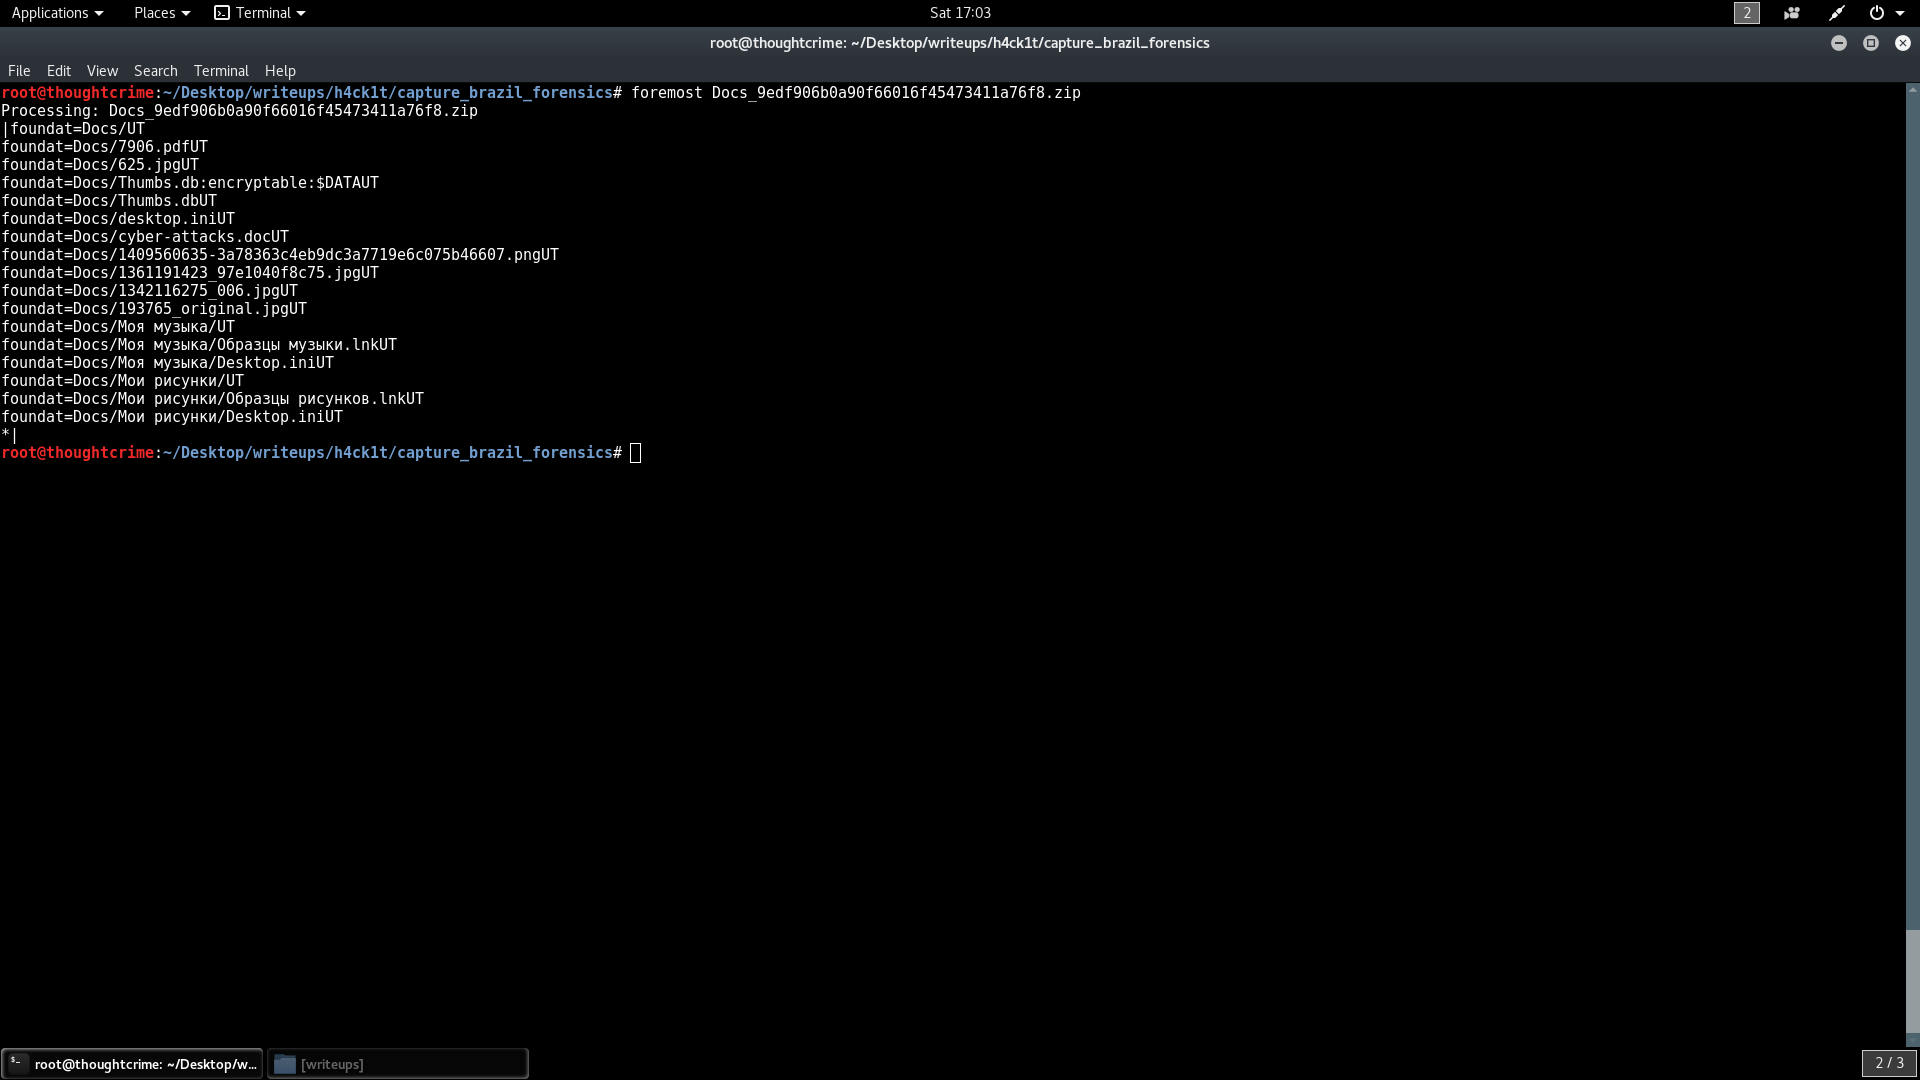 Applications Places Terminal Sat 17:03 2
root@thoughtcrime: ~/Desktop/writeups/h4ck1t/capture_brazil_forensics
File Edit View Search Terminal Help
root@thoughtcrime:~/Desktop/writeups/h4ck1t/capture_brazil_forensics# foremost Docs_9edf906b0a90f66016f45473411a76f8.zip
Processing: Docs_9edf906b0a90f66016f45473411a76f8.zip
|foundat=Docs/UT
foundat=Docs/7906.pdfUT
foundat=Docs/625.jpgUT
foundat=Docs/Thumbs.db:encryptable:$DATAUT
foundat=Docs/Thumbs.dbUT
foundat=Docs/desktop.iniUT
foundat=Docs/cyber-attacks.docUT
foundat=Docs/1409560635-3a78363c4eb9dc3a7719e6c075b46607.pngUT
foundat=Docs/1361191423_97e1040f8c75.jpgUT
foundat=Docs/1342116275_006.jpgUT
foundat=Docs/193765_original.jpgUT
foundat=Docs/Моя музыка/UT
foundat=Docs/Моя музыка/Образцы музыки.lnkUT
foundat=Docs/Моя музыка/Desktop.iniUT
foundat=Docs/Мои рисунки/UT
foundat=Docs/Мои рисунки/Образцы рисунков.lnkUT
foundat=Docs/Мои рисунки/Desktop.iniUT
*|
root@thoughtcrime:~/Desktop/writeups/h4ck1t/capture_brazil_forensics#
root@thoughtcrime: ~/Desktop/w... [writeups] 2 / 3